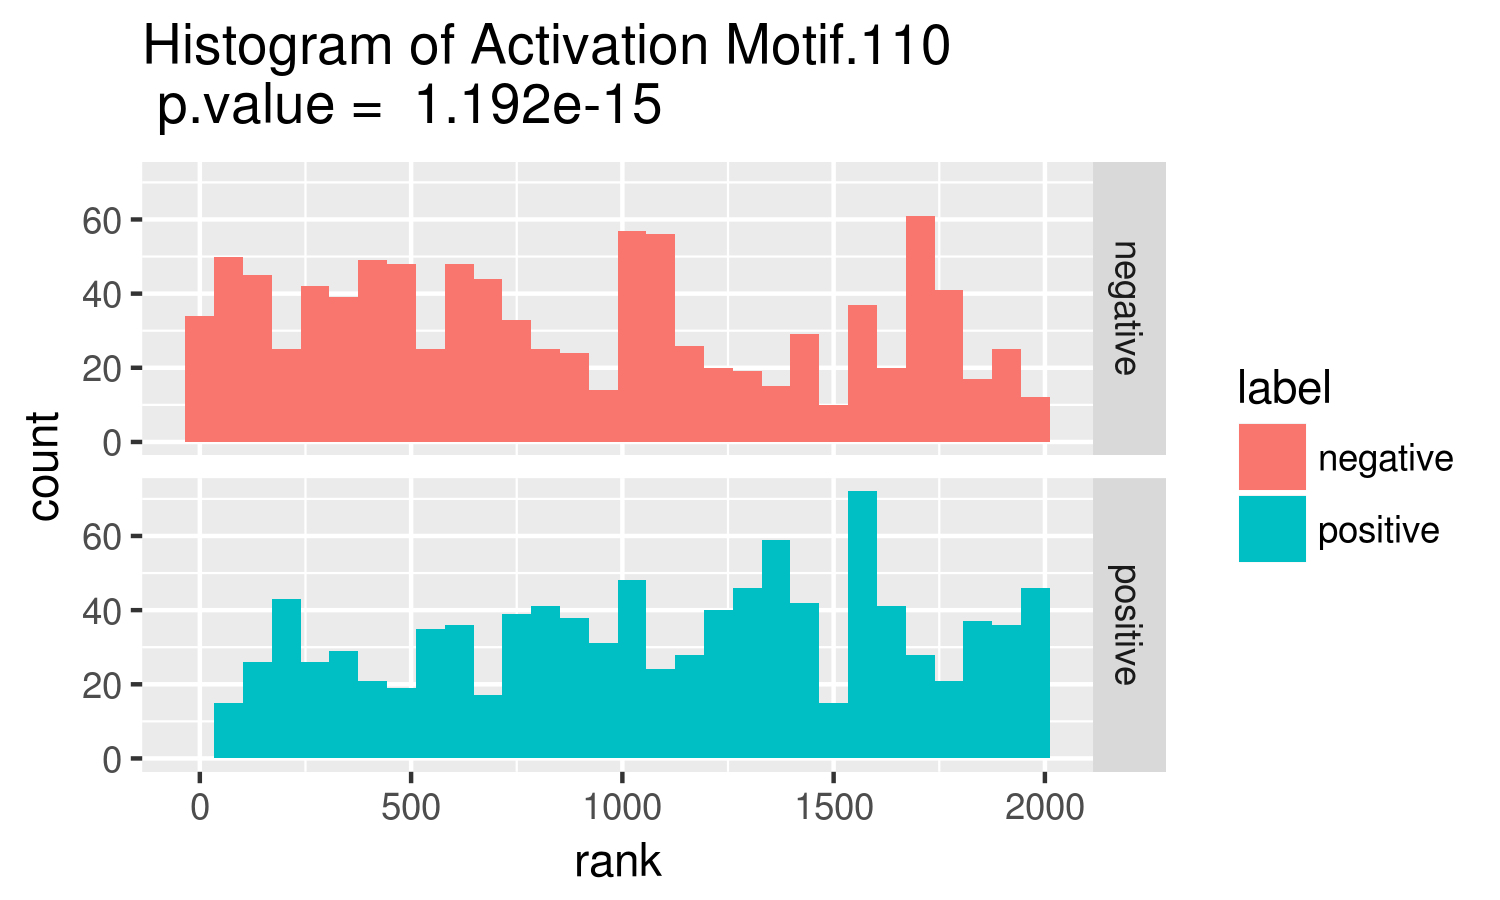 Histogram of Activation Motif.110
p.value = 1.192e-15
count
60
40
20
0
negative
60
40
20
0
positive
0 500 1000 1500 2000
rank
label
negative
positive